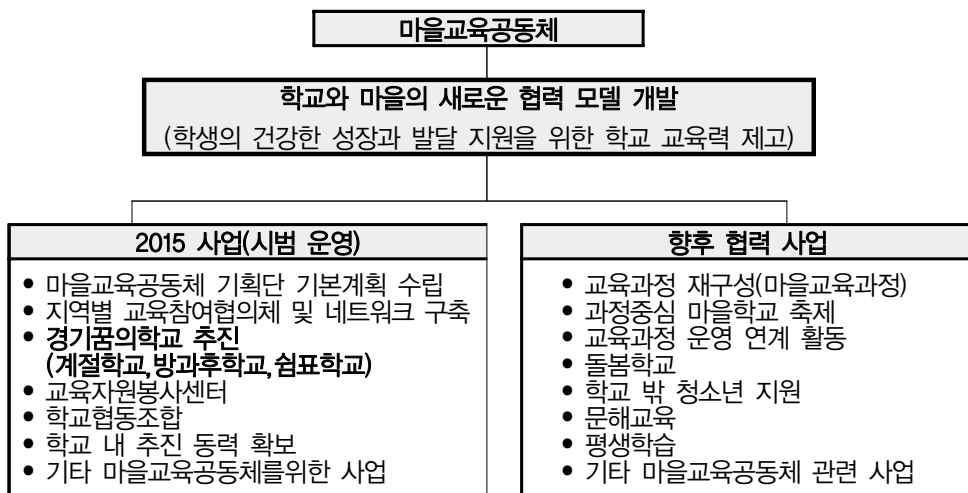 마을교육공동체
학교와 마을의 새로운 협력 모델 개발
(학생의 건강한 성장과 발달 지원을 위한 학교 교육력 제고)
2015 사업(시범 운영)
• 마을교육공동체 기획단 기본계획 수립
• 지역별 교육참여협의체 및 네트워크 구축
• 경기꿈의학교 추진
(계절학교,방과후학교,쉼표학교)
• 교육자원봉사센터
• 학교협동조합
• 학교 내 추진 동력 확보
• 기타 마을교육공동체를위한 사업
향후 협력 사업
• 교육과정 재구성(마을교육과정)
• 과정중심 마을학교 축제
• 교육과정 운영 연계 활동
• 돌봄학교
• 학교 밖 청소년 지원
• 문해교육
• 평생학습
• 기타 마을교육공동체 관련 사업